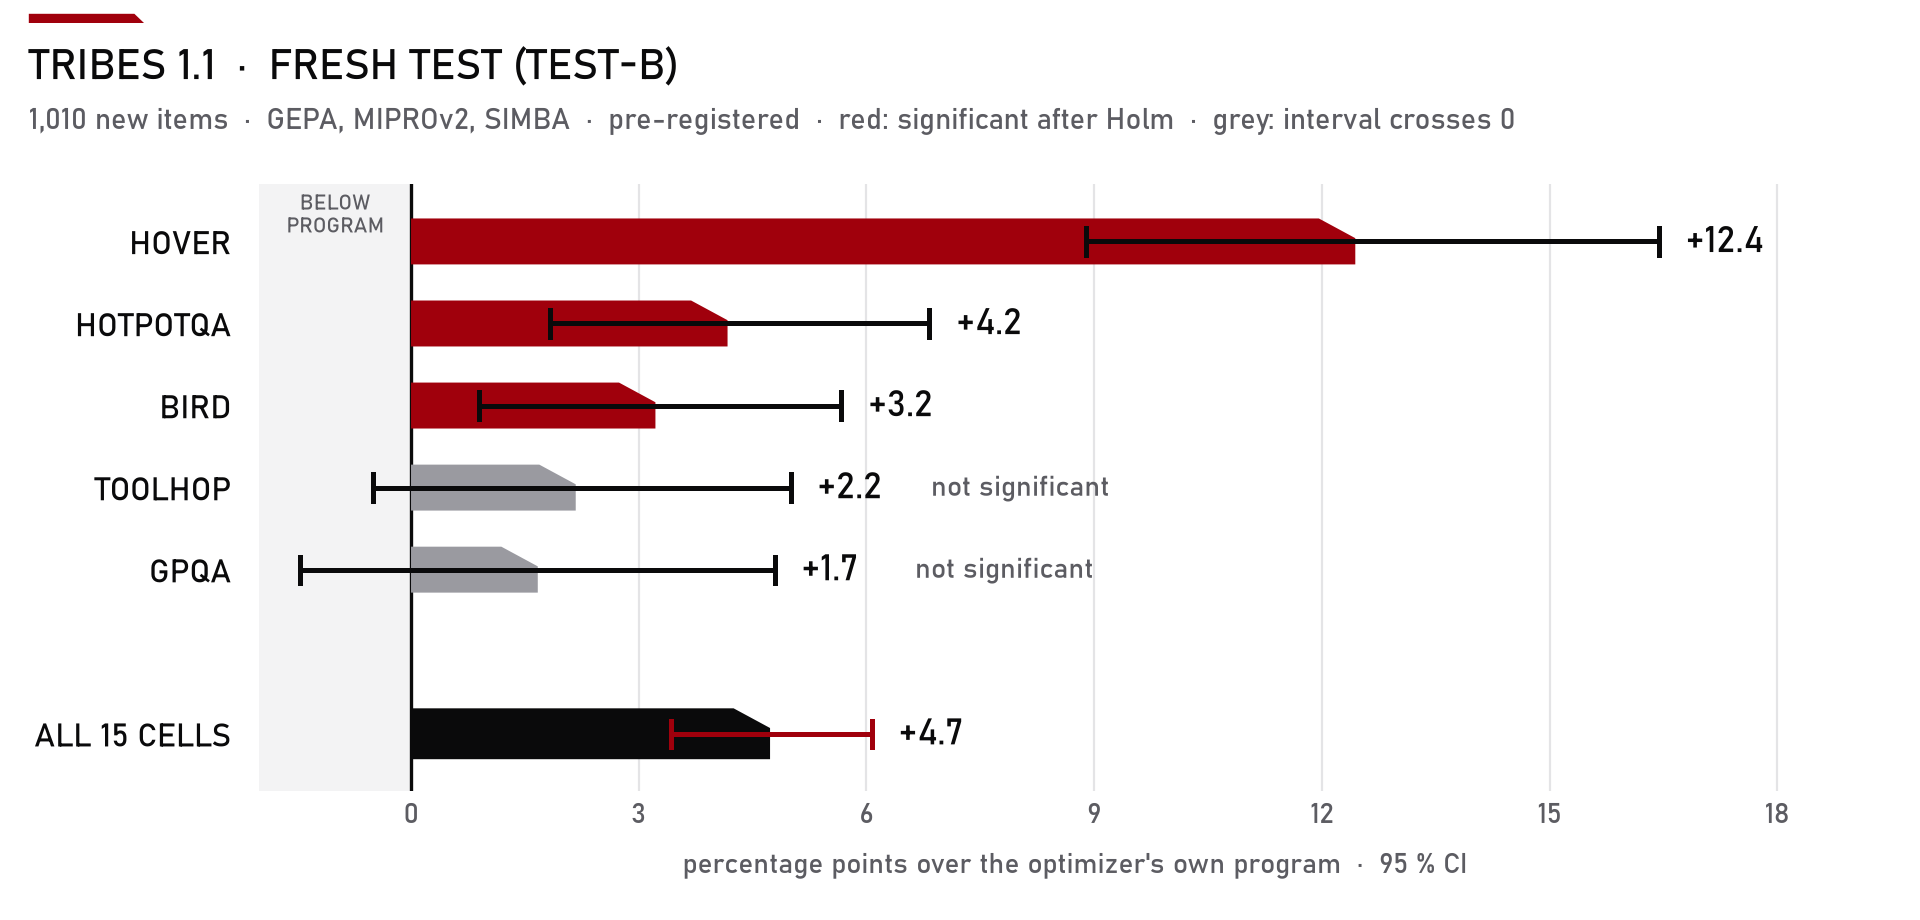 TRIBES 1.1 · FRESH TEST (TEST-B)
1,010 new items · GEPA, MIPROv2, SIMBA · pre-registered · red: significant after Holm · grey: interval crosses 0
BELOW
PROGRAM
HOVER +12.4
HOTPOTQA +4.2
BIRD +3.2
TOOLHOP +2.2 not significant
GPQA +1.7 not significant
ALL 15 CELLS +4.7
0 3 6 9 12 15 18
percentage points over the optimizer's own program · 95 % CI